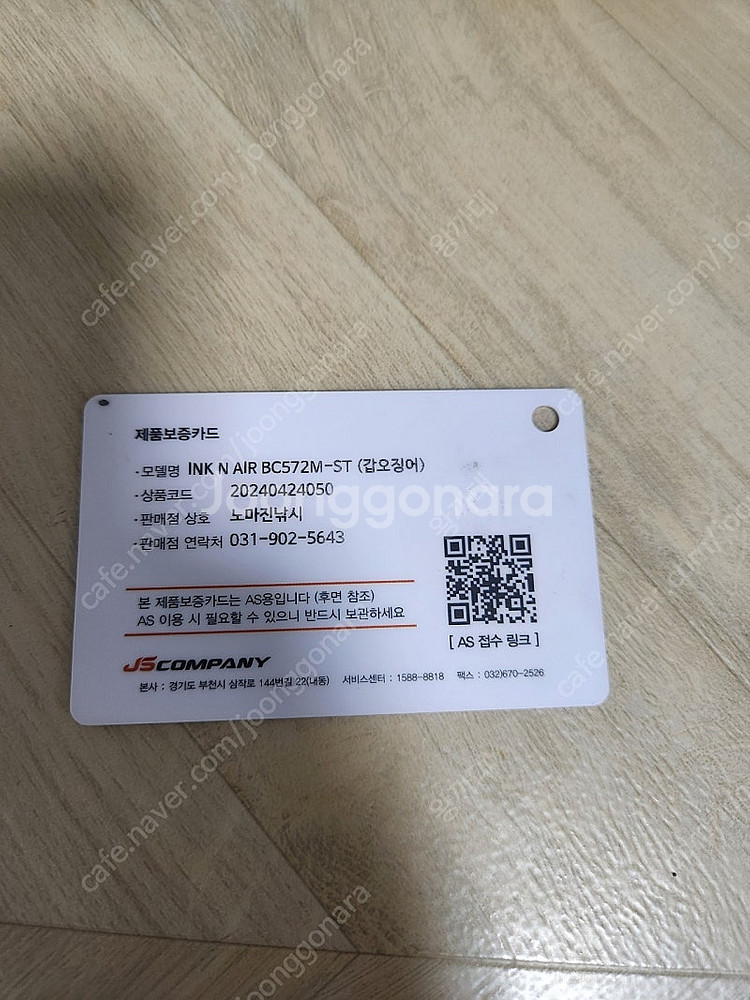 제품보증카드
·모델명 INK N AIR BC572M-ST (갑오징어)
·상품코드 20240424050
·판매점 상호 노마진낚시
·판매점 연락처 031-902-5643
본 제품보증카드는 AS용입니다 (후면 참조)
AS 이용 시 필요할 수 있으니 반드시 보관하세요
[ AS 접수 링크 ]
JSCOMPANY
본사 : 경기도 부천시 삼작로 144번길 22(내동) 서비스센터 : 1588-8818 팩스 : 032)670-2526
Joonggonara
cafe.naver.com/joonggonara